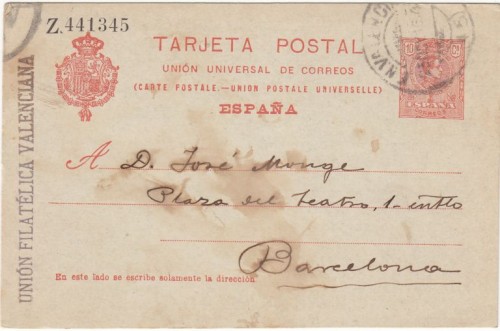 Z.441345
TARJETA POSTAL
UNIÓN UNIVERSAL DE CORREOS
(CARTE POSTALE.—UNION POSTALE UNIVERSELLE)
ESPAÑA
10 
ESPAÑA
UNIÓN FILATÉLICA VALENCIANA
A D. José Monge
Plaza del Teatro, 1-entlo
Barcelona
En este lado se escribe solamente la dirección